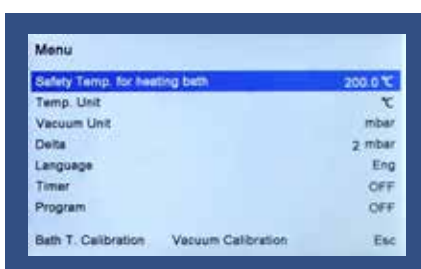 Menu
Safety Temp. for heating bath 200.0 ℃
Temp. Unit ℃
Vacuum Unit mbar
Delta 2 mbar
Language Eng
Timer OFF
Program OFF
Bath T. Calibration Vacuum Calibration Esc